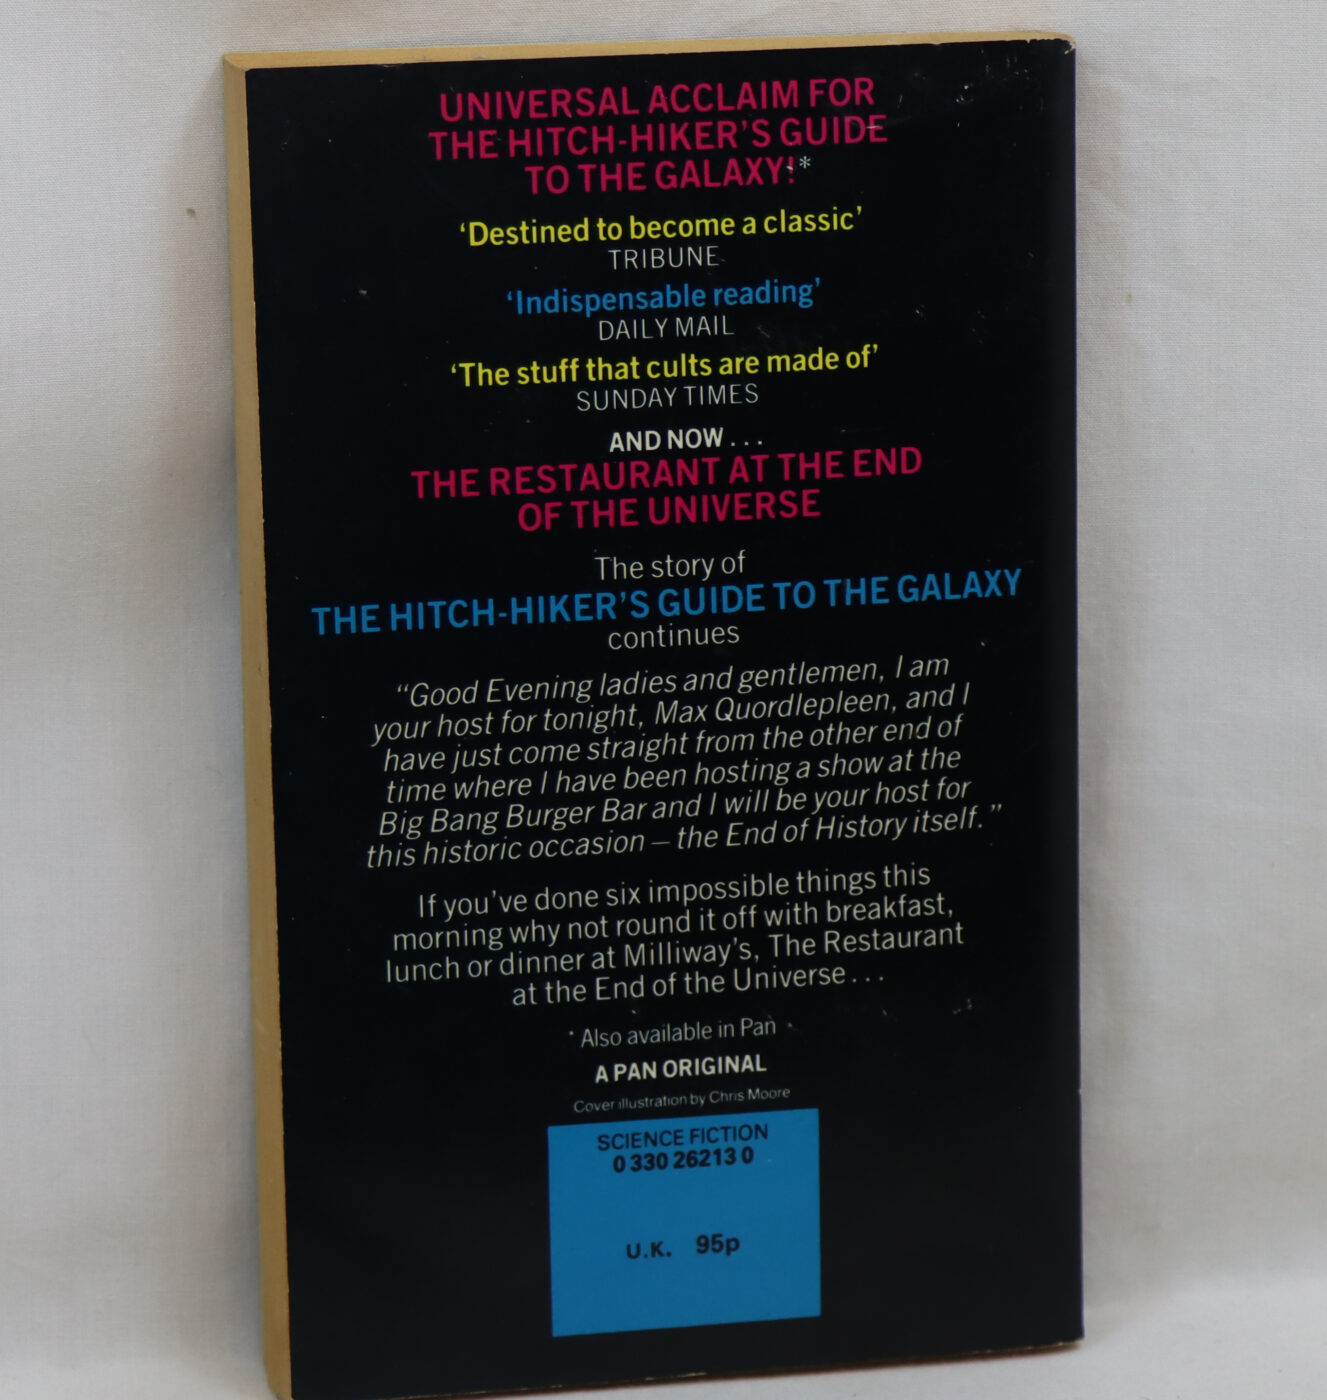 UNIVERSAL ACCLAIM FOR
THE HITCH-HIKER'S GUIDE
TO THE GALAXY!*
‘Destined to become a classic’
TRIBUNE
‘Indispensable reading’
DAILY MAIL
‘The stuff that cults are made of’
SUNDAY TIMES
AND NOW . . .
THE RESTAURANT AT THE END
OF THE UNIVERSE
The story of
THE HITCH-HIKER'S GUIDE TO THE GALAXY
continues
“Good Evening ladies and gentlemen, I am
your host for tonight, Max Quordlepleen, and I
have just come straight from the other end of
time where I have been hosting a show at the
Big Bang Burger Bar and I will be your host for
this historic occasion – the End of History itself.”
If you've done six impossible things this
morning why not round it off with breakfast,
lunch or dinner at Milliway's, The Restaurant
at the End of the Universe . . .
* Also available in Pan
A PAN ORIGINAL
Cover illustration by Chris Moore
SCIENCE FICTION
0 330 26213 0
U.K. 95p